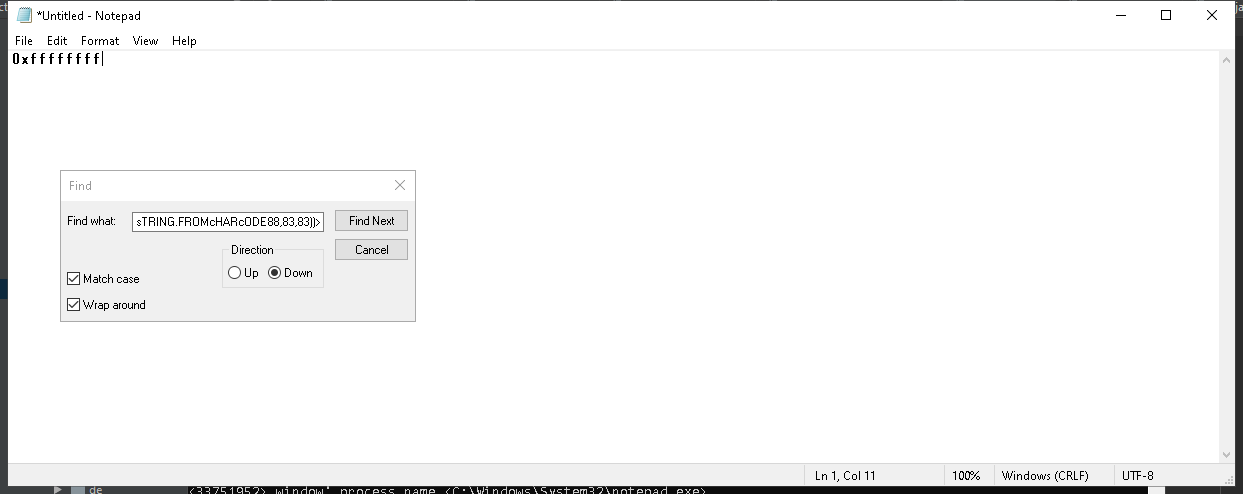 *Untitled - Notepad
File Edit Format View Help
0xffffffff
Find
Find what: sTRING.FROMcHARcODE88,83,83))> Find Next
Direction Cancel
Up Down
Match case
Wrap around
Ln 1, Col 11 100% Windows (CRLF) UTF-8
de <33751952> window' process name <C:\Windows\System32\notepad.exe>